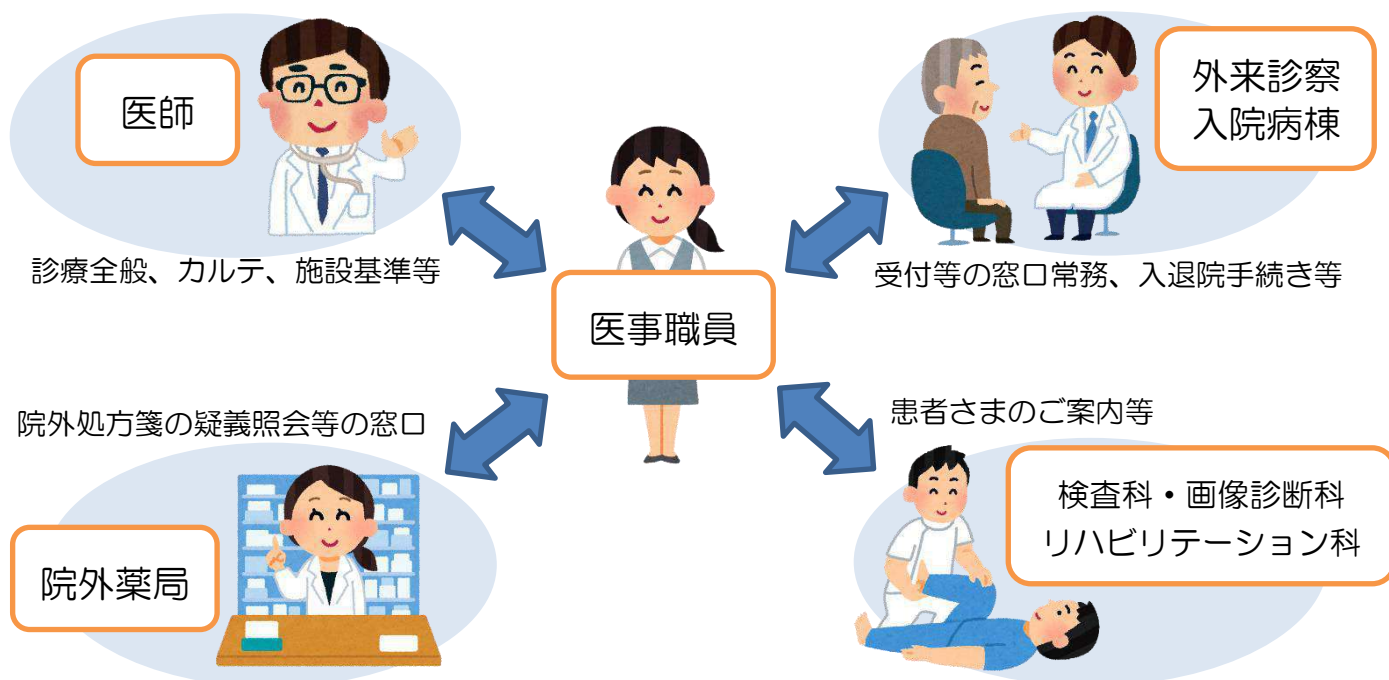 医師
外来診察
入院病棟
診療全般、カルテ、施設基準等
受付等の窓口常務、入退院手続き等
医事職員
院外処方箋の疑義照会等の窓口
患者さまのご案内等
院外薬局
検査科・画像診断科
リハビリテーション科